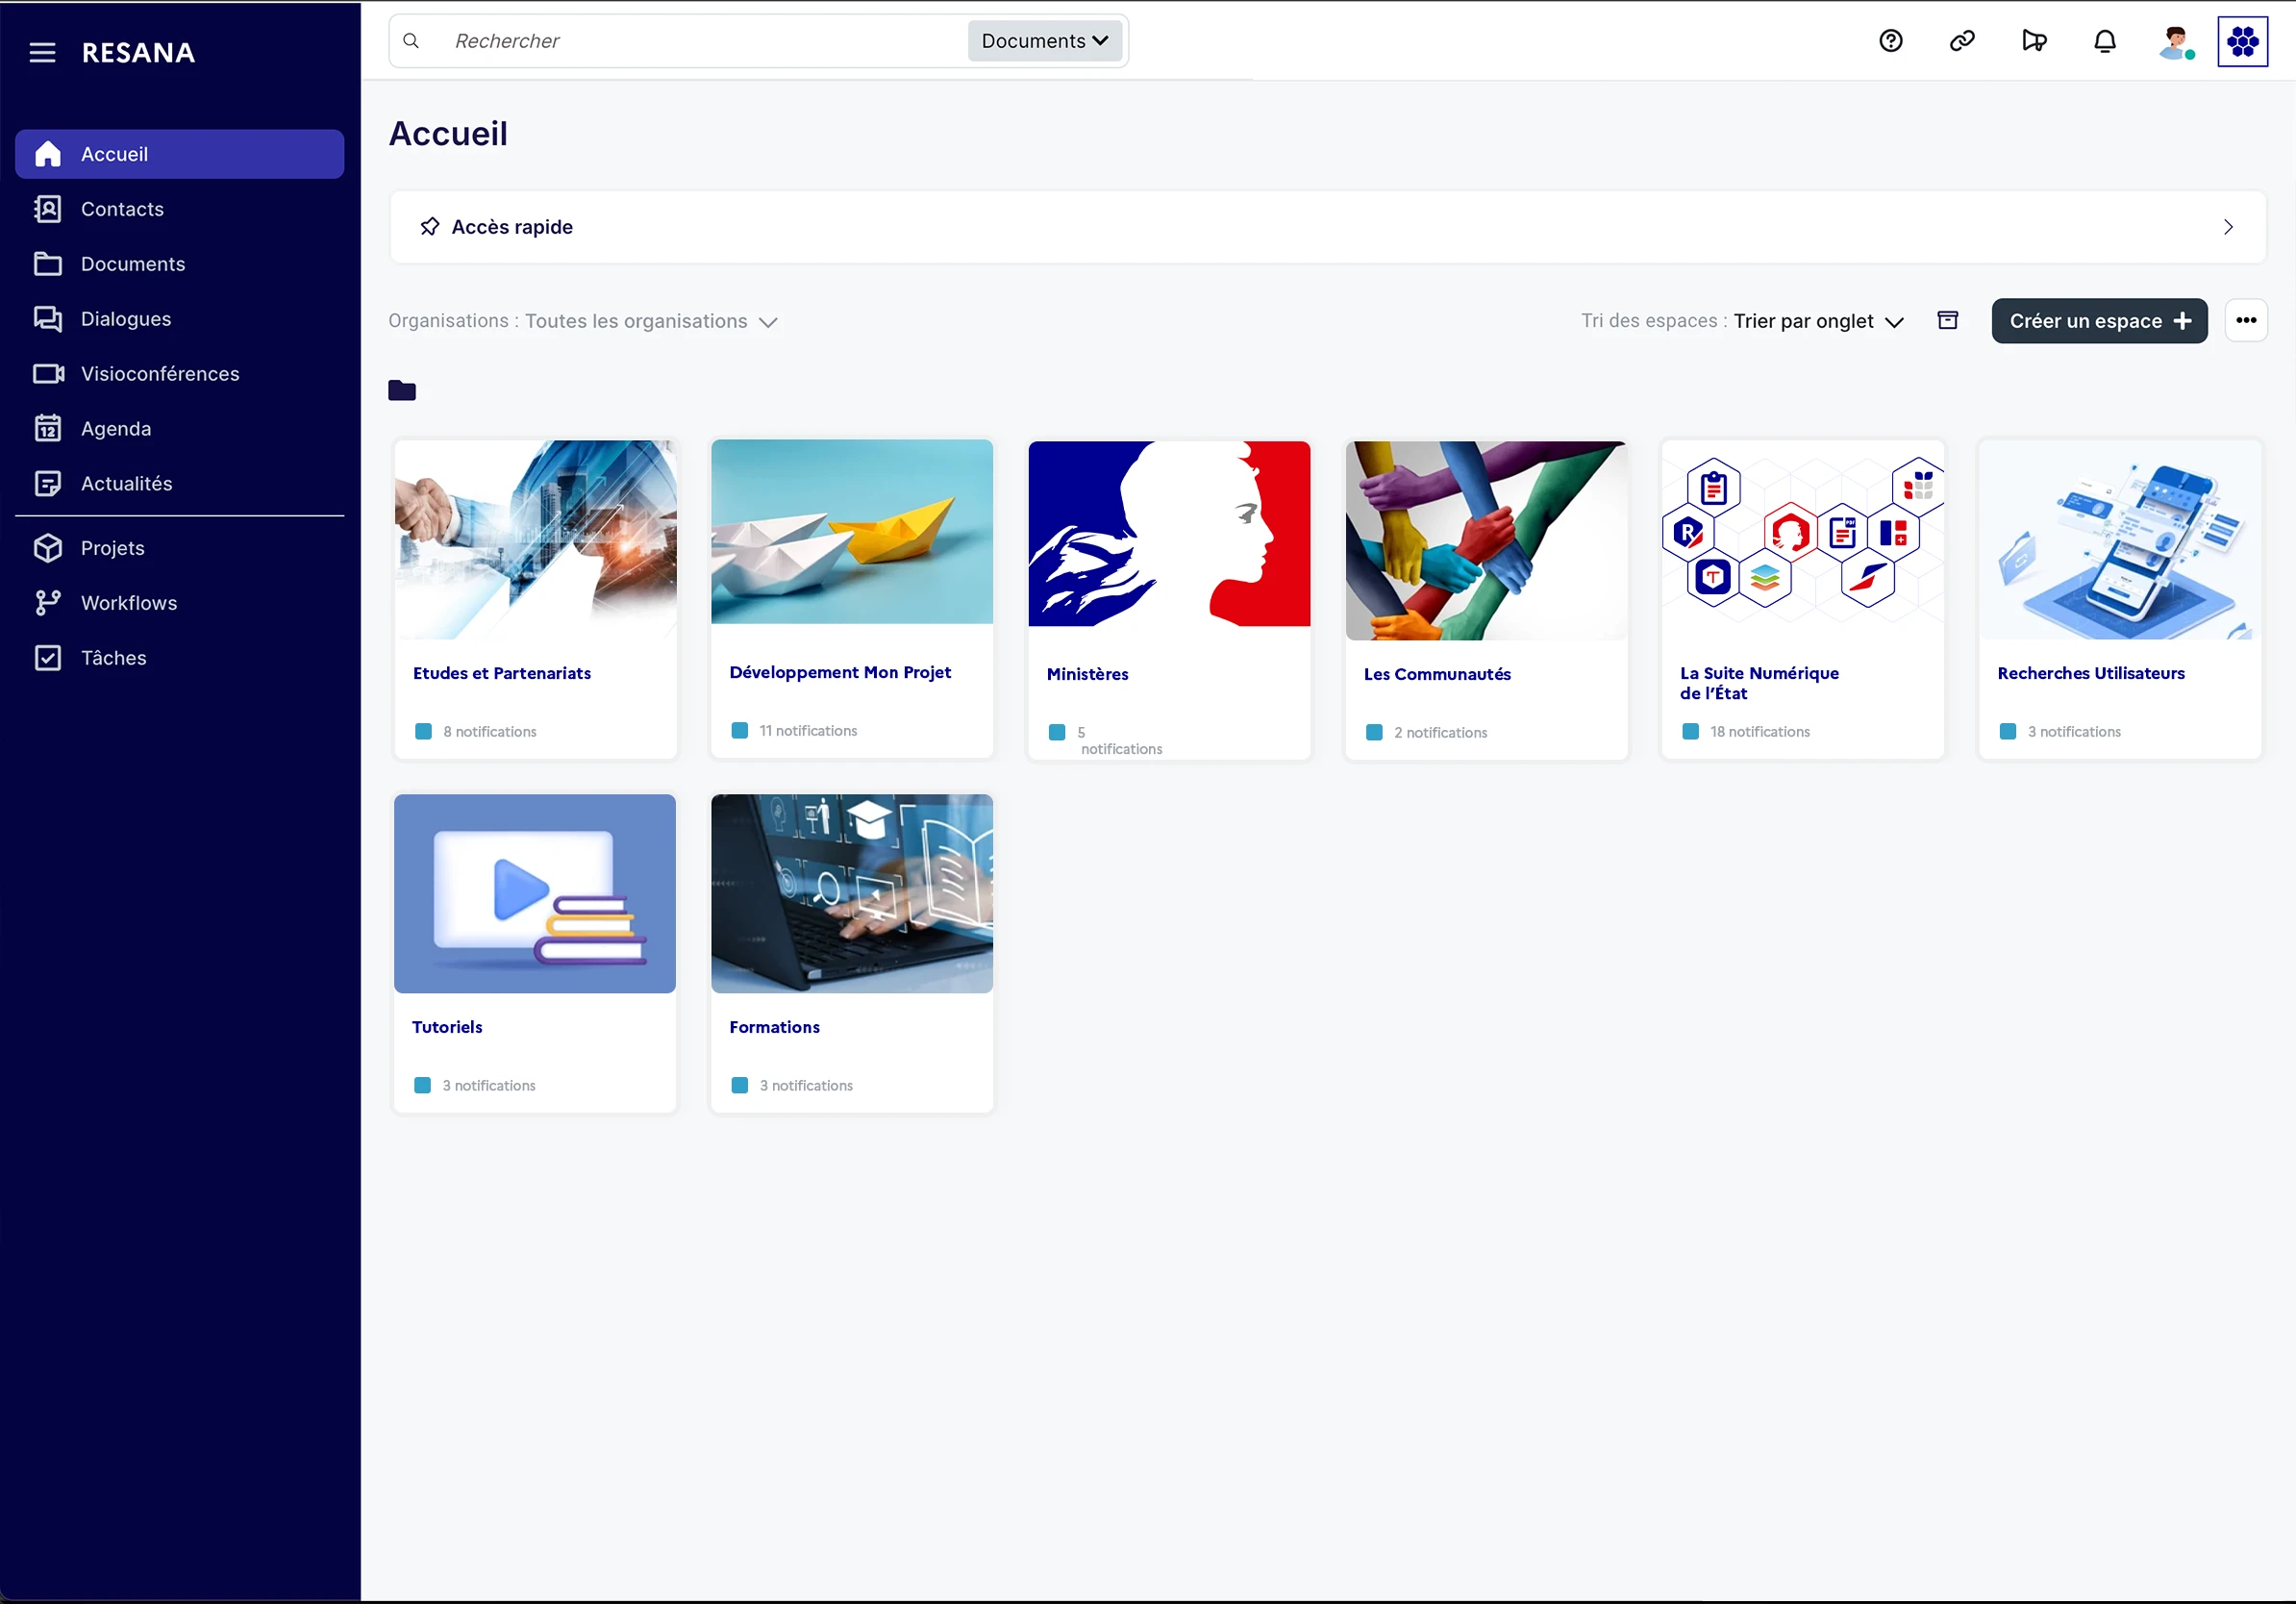 RESANA
Rechercher
Documents
Accueil
Contacts
Documents
Dialogues
Visioconférences
12
Agenda
Actualités
Projets
Workflows
Tâches
Accueil
Accès rapide
Organisations : Toutes les organisations
Tri des espaces : Trier par onglet
Créer un espace
Etudes et Partenariats
8 notifications
Développement Mon Projet
11 notifications
Ministères
5
notifications
Les Communautés
2 notifications
R
PDF
T
La Suite Numérique
de l'État
18 notifications
Recherches Utilisateurs
3 notifications
Tutoriels
3 notifications
Formations
3 notifications